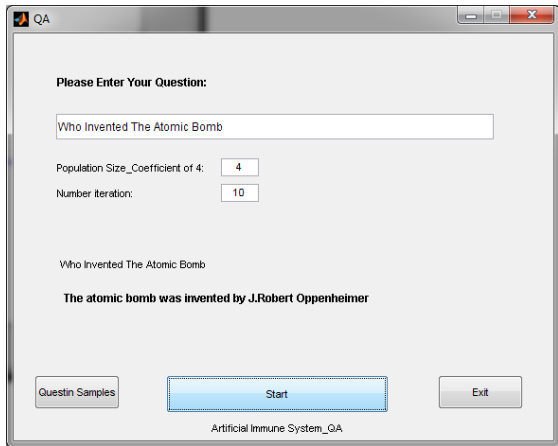 QA
Please Enter Your Question:
Who Invented The Atomic Bomb
Population Size_Coefficient of 4: 4
Number iteration: 10
Who Invented The Atomic Bomb
The atomic bomb was invented by J.Robert Oppenheimer
Questin Samples Start Exit
Artificial Immune System_QA